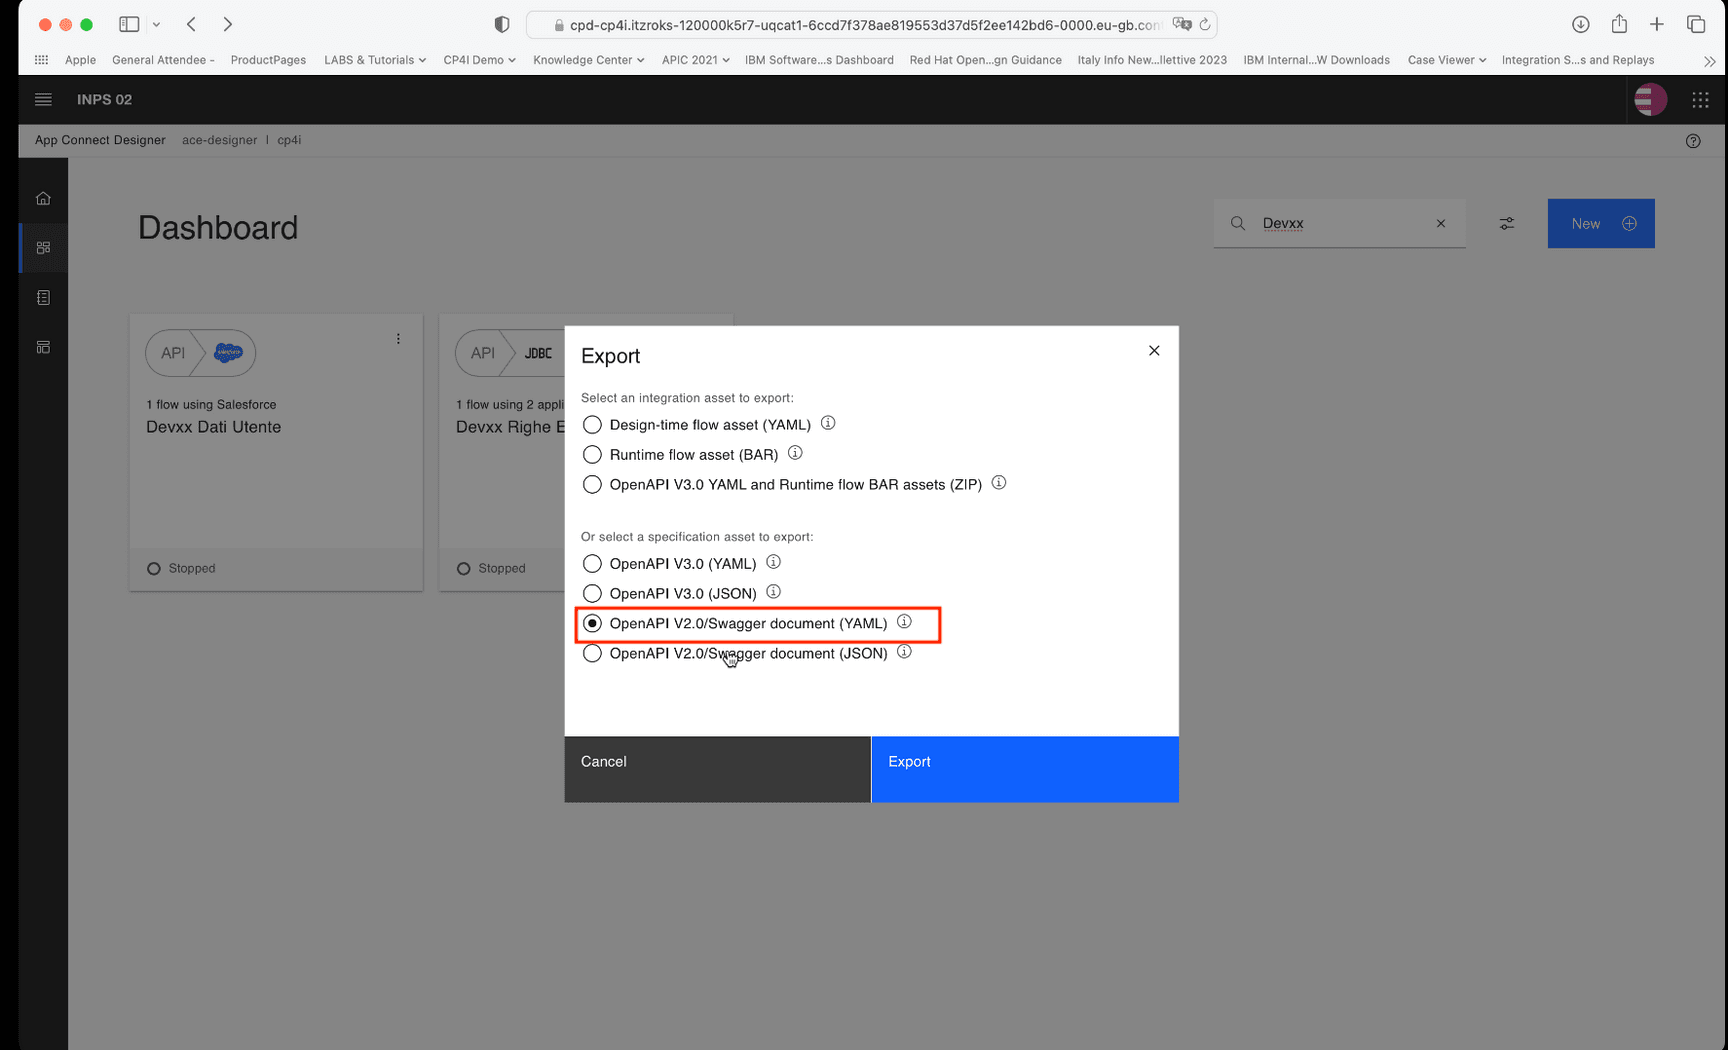 cpd-cp4i.itzroks-120000k5r7-uqcat1-6ccd7f378ae819553d37d5f2ee142bd6-0000.eu-gb.con
Apple General Attendee - ProductPages LABS & Tutorials CP4I Demo Knowledge Center APIC 2021 IBM Software...s Dashboard Red Hat Open...gn Guidance Italy Info New...llettive 2023 IBM Internal...W Downloads Case Viewer Integration S...s and Replays
INPS 02
App Connect Designer ace-designer | cp4i
Dashboard
Devxx
New
API salesforce
1 flow using Salesforce
Devxx Dati Utente
Stopped
API JDBC
1 flow using 2 appli
Devxx Righe E
Stopped
Export
Select an integration asset to export:
Design-time flow asset (YAML)
Runtime flow asset (BAR)
OpenAPI V3.0 YAML and Runtime flow BAR assets (ZIP)
Or select a specification asset to export:
OpenAPI V3.0 (YAML)
OpenAPI V3.0 (JSON)
OpenAPI V2.0/Swagger document (YAML)
OpenAPI V2.0/Swagger document (JSON)
Cancel
Export